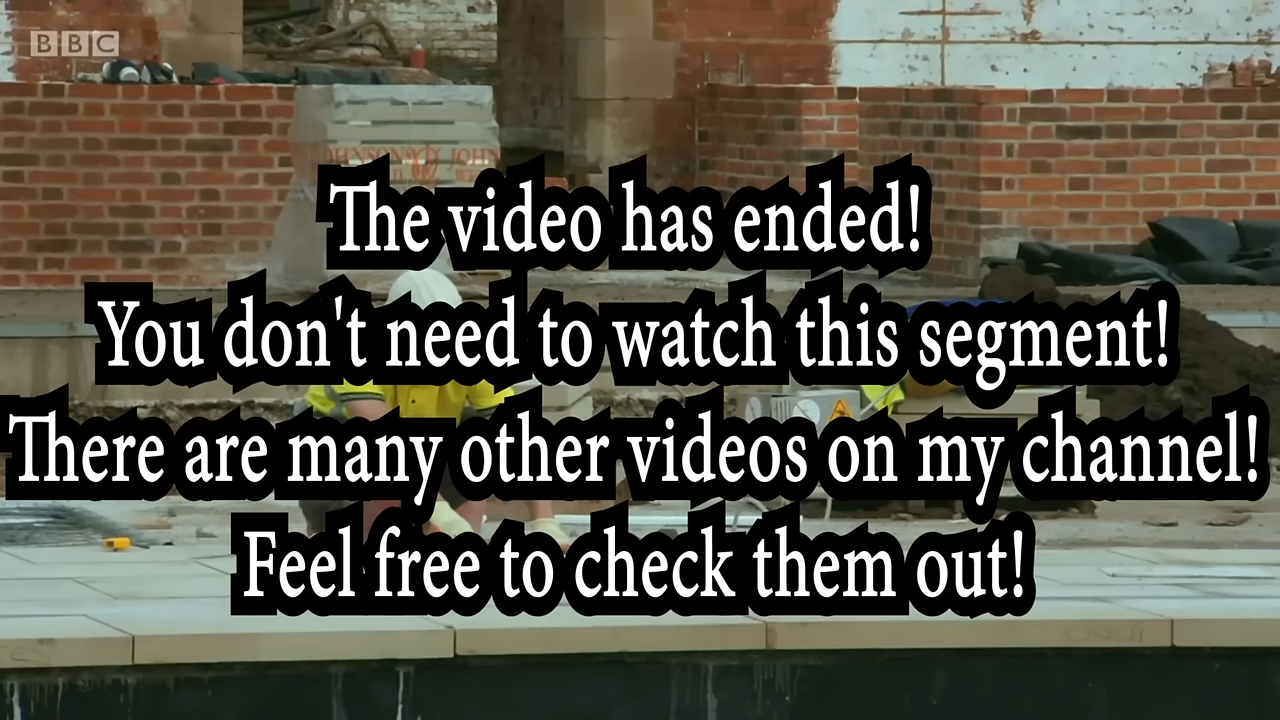 BBC
The video has ended!
You don't need to watch this segment!
There are many other videos on my channel!
Feel free to check them out!